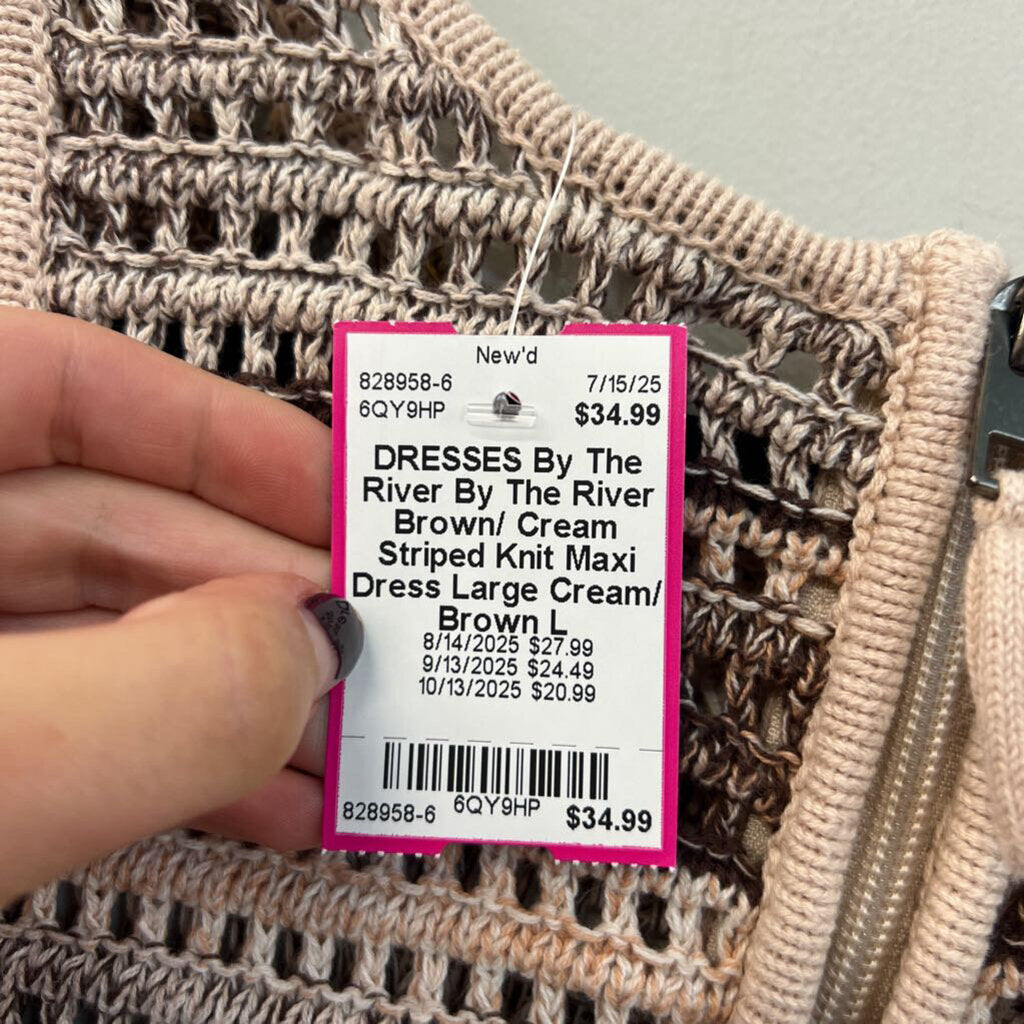 New'd
828958-6 7/15/25
6QY9HP $34.99
DRESSES By The
River By The River
Brown/ Cream
Striped Knit Maxi
Dress Large Cream/
Brown L
8/14/2025 $27.99
9/13/2025 $24.49
10/13/2025 $20.99
828958-6 6QY9HP $34.99